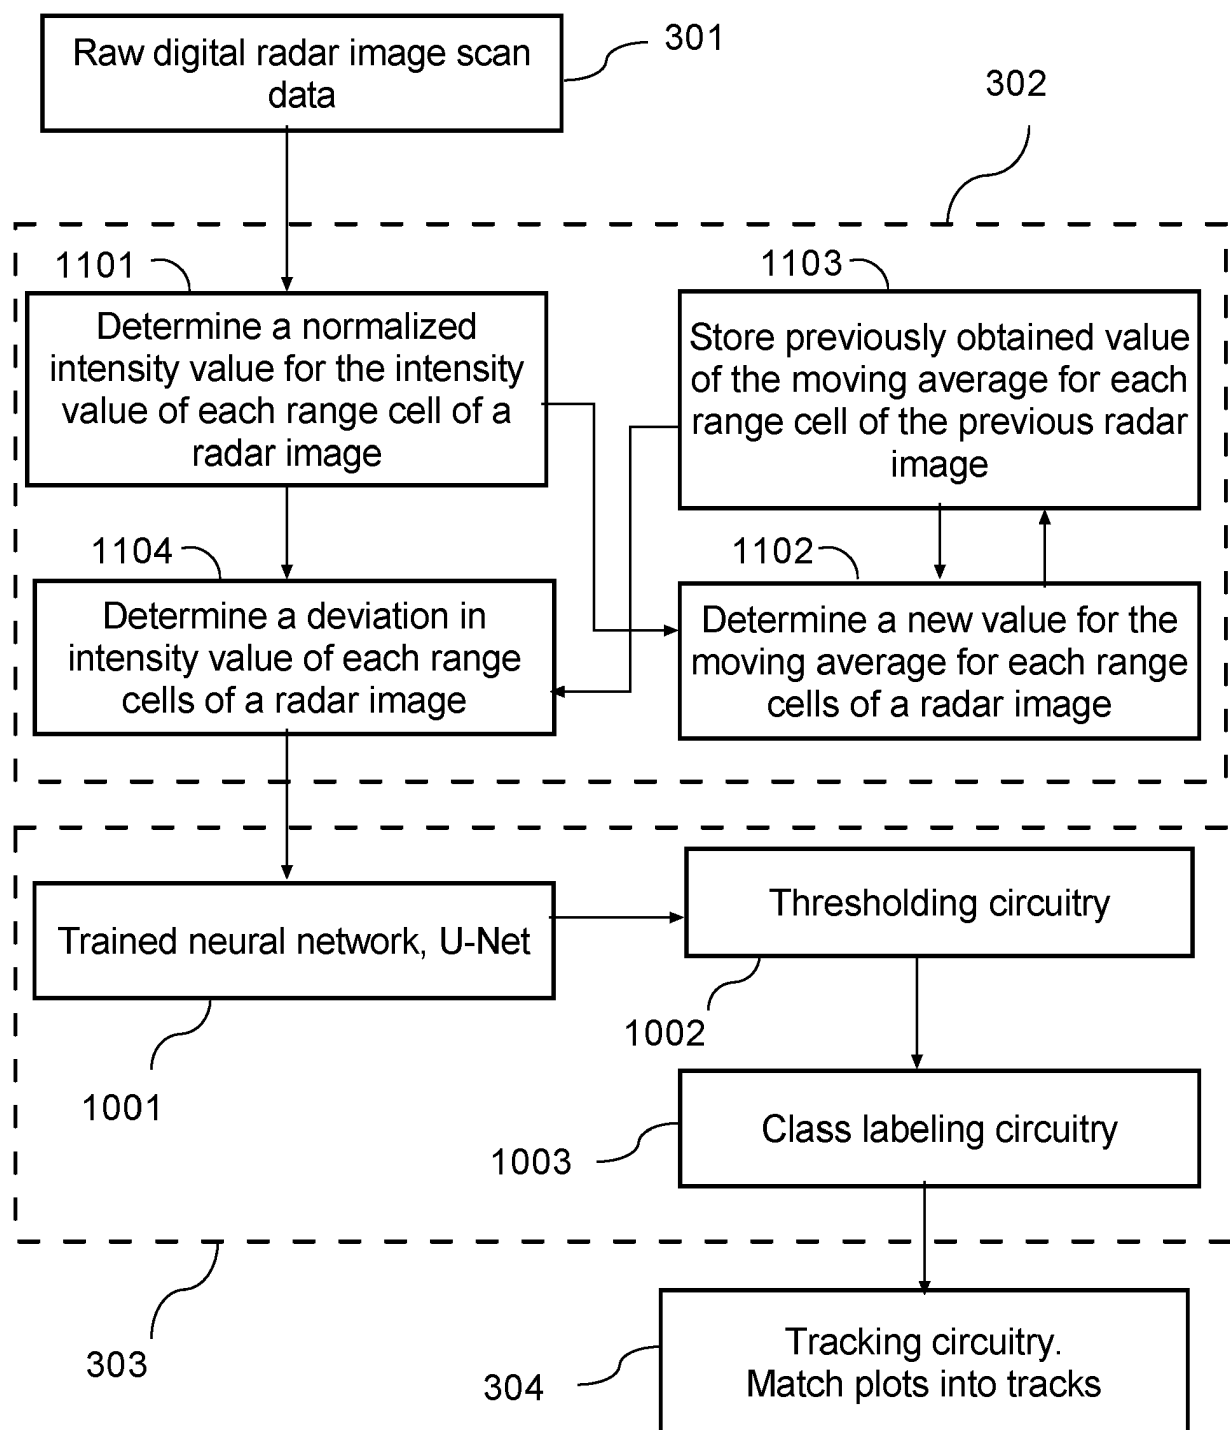 Raw digital radar image scan
data
301
302
1101
Determine a normalized
intensity value for the intensity
value of each range cell of a
radar image
1103
Store previously obtained value
of the moving average for each
range cell of the previous radar
image
1104
Determine a deviation in
intensity value of each range
cells of a radar image
1102
Determine a new value for the
moving average for each range
cells of a radar image
Trained neural network, U-Net
1001
Thresholding circuitry
1002
Class labeling circuitry
1003
303
Tracking circuitry.
Match plots into tracks
304